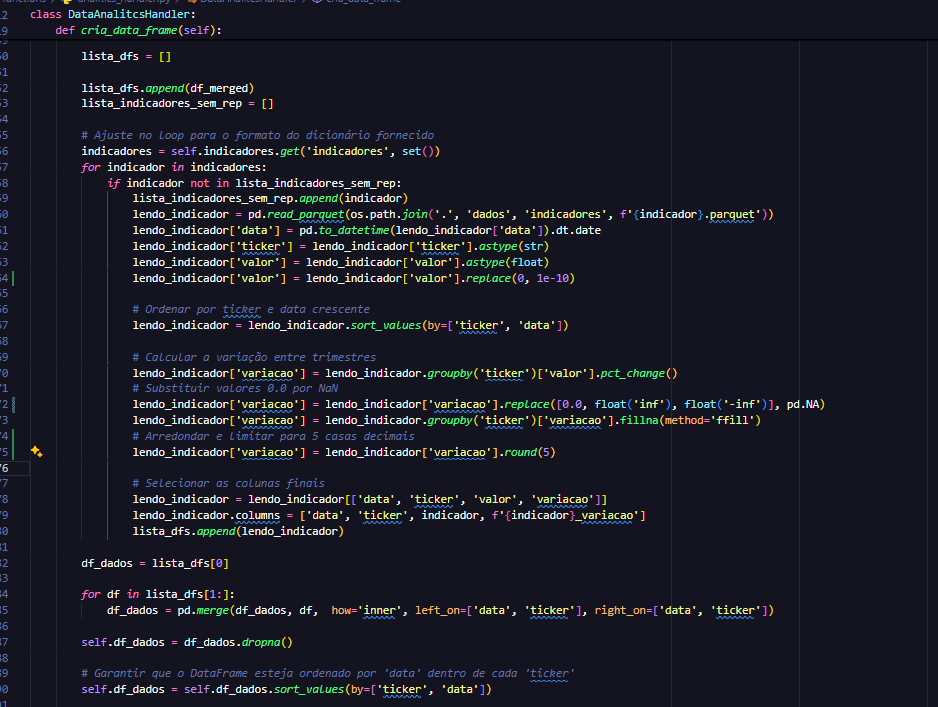 class DataAnalitcsHandler:
def cria_data_frame(self):
lista_dfs = []
lista_dfs.append(df_merged)
lista_indicadores_sem_rep = []
# Ajuste no loop para o formato do dicionário fornecido
indicadores = self.indicadores.get('indicadores', set())
for indicador in indicadores:
if indicador not in lista_indicadores_sem_rep:
lista_indicadores_sem_rep.append(indicador)
lendo_indicador = pd.read_parquet(os.path.join('.', 'dados', 'indicadores', f'{indicador}.parquet'))
lendo_indicador['data'] = pd.to_datetime(lendo_indicador['data']).dt.date
lendo_indicador['ticker'] = lendo_indicador['ticker'].astype(str)
lendo_indicador['valor'] = lendo_indicador['valor'].astype(float)
lendo_indicador['valor'] = lendo_indicador['valor'].replace(0, 1e-10)
# Ordenar por ticker e data crescente
lendo_indicador = lendo_indicador.sort_values(by=['ticker', 'data'])
# Calcular a variação entre trimestres
lendo_indicador['variacao'] = lendo_indicador.groupby('ticker')['valor'].pct_change()
# Substituir valores 0.0 por NaN
lendo_indicador['variacao'] = lendo_indicador['variacao'].replace([0.0, float('inf'), float('-inf')], pd.NA)
lendo_indicador['variacao'] = lendo_indicador.groupby('ticker')['variacao'].fillna(method='ffill')
# Arredondar e limitar para 5 casas decimais
lendo_indicador['variacao'] = lendo_indicador['variacao'].round(5)
# Selecionar as colunas finais
lendo_indicador = lendo_indicador[['data', 'ticker', 'valor', 'variacao']]
lendo_indicador.columns = ['data', 'ticker', indicador, f'{indicador}_variacao']
lista_dfs.append(lendo_indicador)
df_dados = lista_dfs[0]
for df in lista_dfs[1:]:
df_dados = pd.merge(df_dados, df,  how='inner', left_on=['data', 'ticker'], right_on=['data', 'ticker'])
self.df_dados = df_dados.dropna()
# Garantir que o DataFrame esteja ordenado por 'data' dentro de cada 'ticker'
self.df_dados = self.df_dados.sort_values(by=['ticker', 'data'])